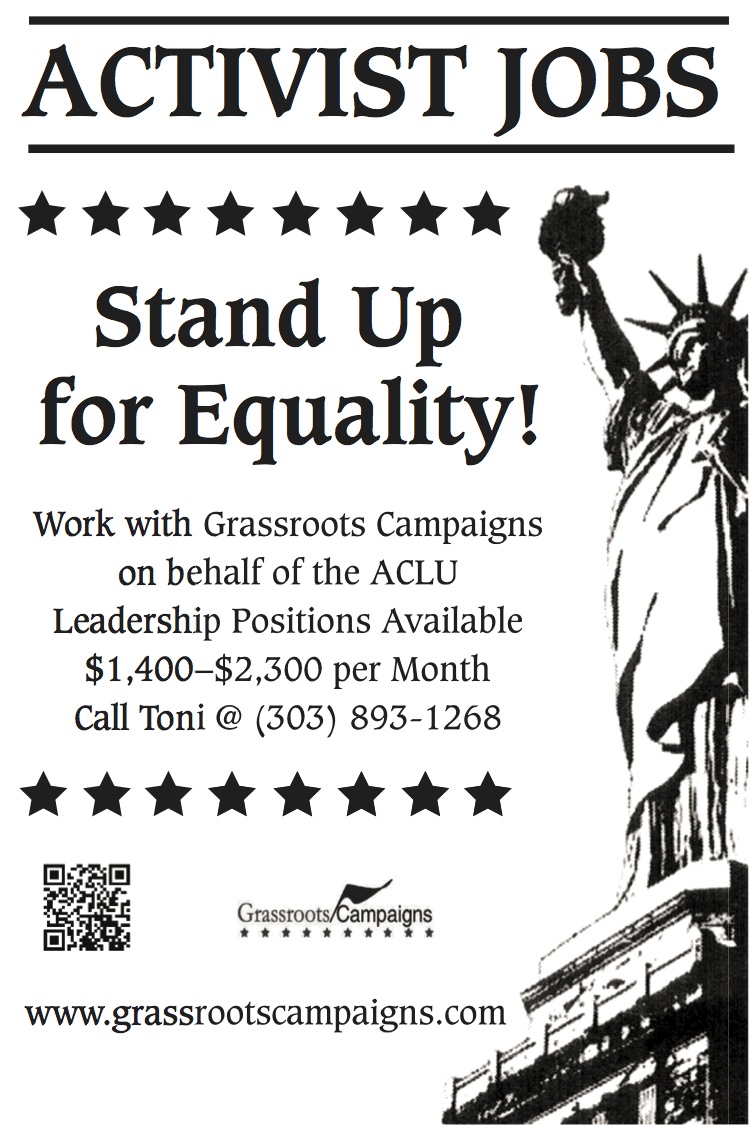 ACTIVIST JOBS
Stand Up
for Equality!
Work with Grassroots Campaigns
on behalf of the ACLU
Leadership Positions Available
$1,400–$2,300 per Month
Call Toni @ (303) 893-1268
Grassroots/Campaigns
www.grassrootscampaigns.com